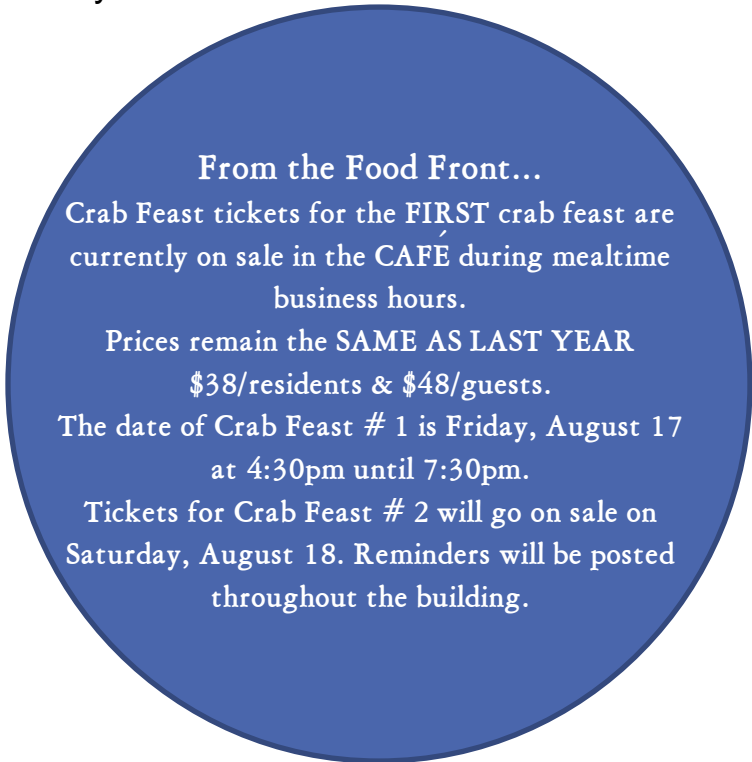 From the Food Front...
Crab Feast tickets for the FIRST crab feast are
currently on sale in the CAFÉ during mealtime
business hours.
Prices remain the SAME AS LAST YEAR
$38/residents & $48/guests.
The date of Crab Feast # 1 is Friday, August 17
at 4:30pm until 7:30pm.
Tickets for Crab Feast # 2 will go on sale on
Saturday, August 18. Reminders will be posted
throughout the building.